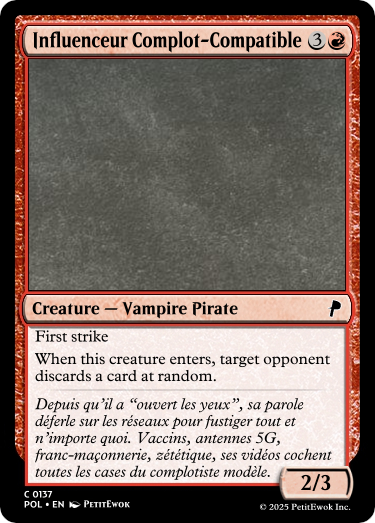 Influenceur Complot-Compatible 3
Creature — Vampire Pirate
First strike
When this creature enters, target opponent
discards a card at random.
Depuis qu'il a “ouvert les yeux”, sa parole
déferle sur les réseaux pour fustiger tout et
n'importe quoi. Vaccins, antennes 5G,
franc-maçonnerie, zététique, ses vidéos cochent
toutes les cases du complotiste modèle.
2/3
C 0137
POL • EN PetitEwok
© 2025 PetitEwok Inc.